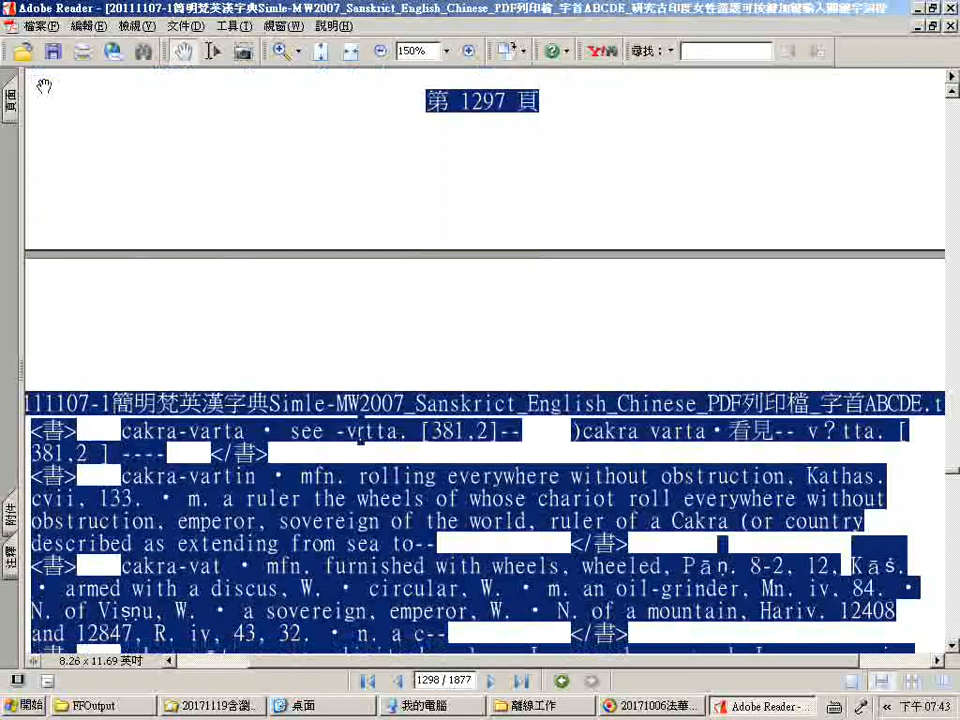 Adobe Reader - [20111107-1簡明梵英漢字典Simle-MW2007_Sanskrict_English_Chinese_PDF列印檔_字首ABCDE_研究古印度女性
檔案(F) 編輯(E) 檢視(V) 文件(D) 工具(T) 視窗(W) 說明(H)
150% Y! 尋找：
頁面
第 1297 頁
111107-1簡明梵英漢字典Simle-MW2007_Sanskrict_English_Chinese_PDF列印檔_字首ABCDE.t
<書> cakra-varta • see -vṛtta. [381,2]-- )cakra varta•看見-- v？tta. [
381,2 ] ---- </書>
<書> cakra-vartin • mfn. rolling everywhere without obstruction, Kathas.
cvii, 133. • m. a ruler the wheels of whose chariot roll everywhere without
obstruction, emperor, sovereign of the world, ruler of a Cakra (or country
described as extending from sea to-- </書>
<書> cakra-vat • mfn. furnished with wheels, wheeled, Pāṇ. 8-2, 12, Kāś.
• armed with a discus, W. • circular, W. • m. an oil-grinder, Mn. iv, 84. •
N. of Viṣṇu, W. • a sovereign, emperor, W. • N. of a mountain, Hariv. 12408
and 12847, R. iv, 43, 32. • n. a c-- </書>
附件
注釋
8.26 x 11.69 英吋
1298 / 1877
開始 FFOutput 20171119含瀏... 桌面 我的電腦 離線工作 20171006法華... Adobe Reader - ... 下午 07:43